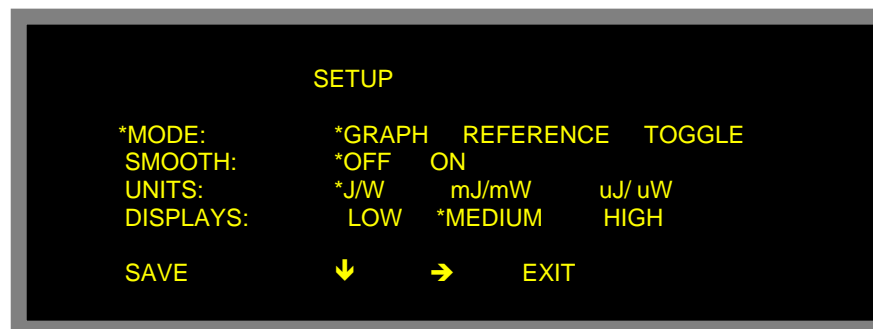 SETUP
*MODE: *GRAPH REFERENCE TOGGLE
SMOOTH: *OFF ON
UNITS: *J/W mJ/mW uJ/ uW
DISPLAYS: LOW *MEDIUM HIGH
SAVE 🡫 🡪 EXIT